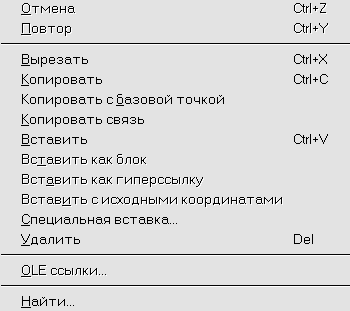 Отмена Ctrl+Z
Повтор Ctrl+Y
Вырезать Ctrl+X
Копировать Ctrl+C
Копировать с базовой точкой
Копировать связь
Вставить Ctrl+V
Вставить как блок
Вставить как гиперссылку
Вставить с исходными координатами
Специальная вставка...
Удалить Del
OLE ссылки...
Найти...